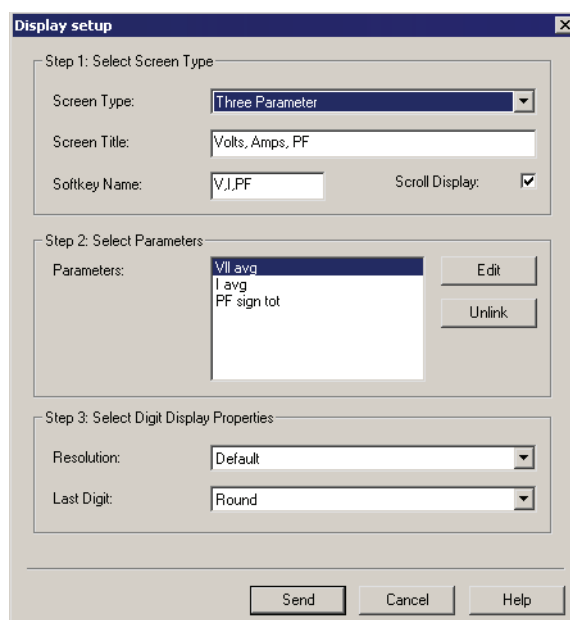 Display setup
Step 1: Select Screen Type
Screen Type: Three Parameter
Screen Title: Volts, Amps, PF
Softkey Name: V,I,PF Scroll Display:
Step 2: Select Parameters
Parameters: Vll avg Edit
I avg
PF sign tot
Unlink
Step 3: Select Digit Display Properties
Resolution: Default
Last Digit: Round
Send Cancel Help